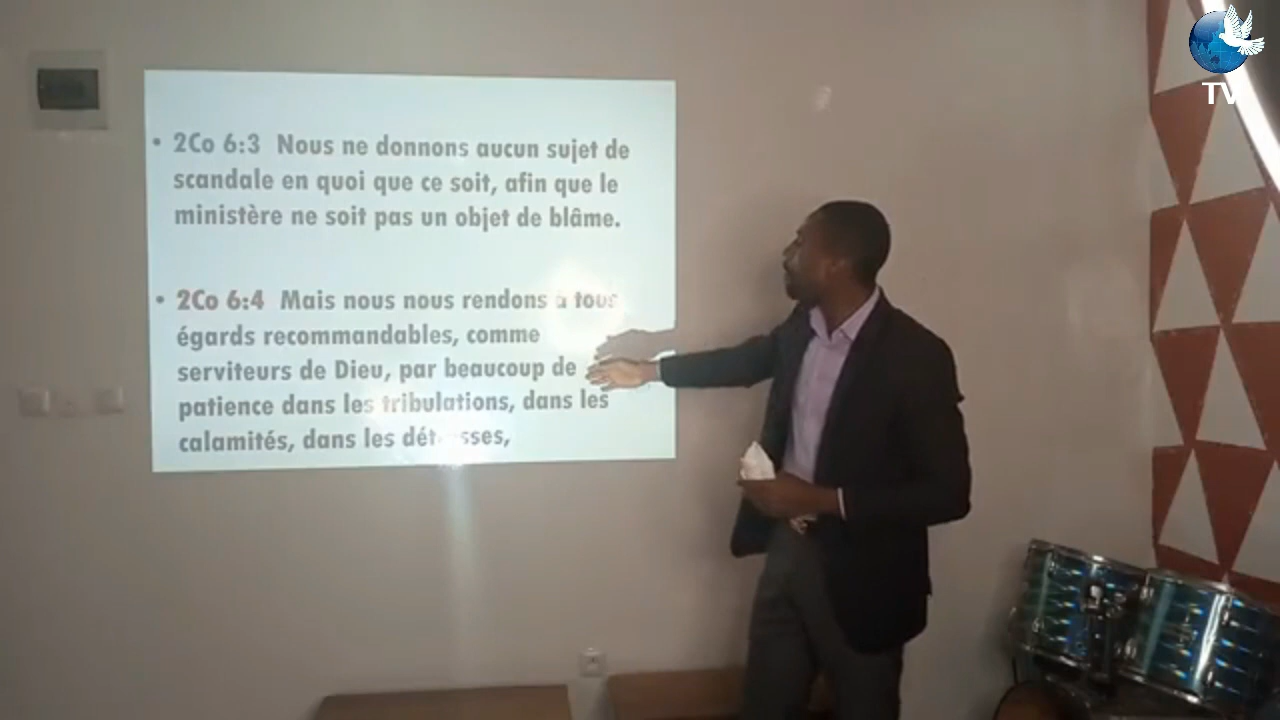 • 2Co 6:3 Nous ne donnons aucun sujet de
scandale en quoi que ce soit, afin que le
ministère ne soit pas un objet de blâme.
• 2Co 6:4 Mais nous nous rendons à tous
égards recommandables, comme
serviteurs de Dieu, par beaucoup de
patience dans les tribulations, dans les
calamités, dans les détresses,
TV